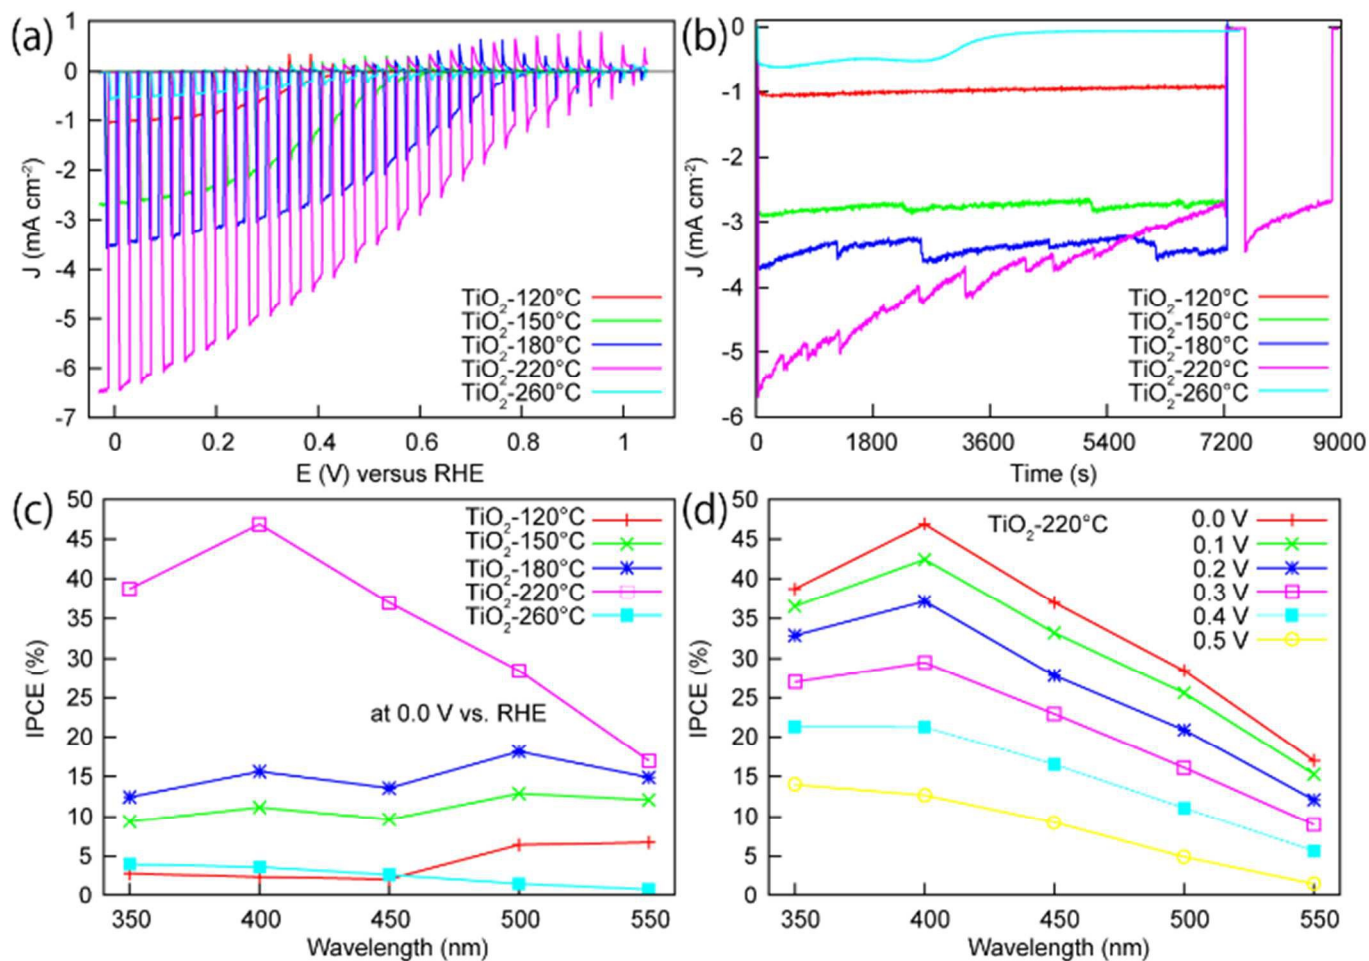 (a)
1
0
-1
-2
-3
-4
-5
-6
-7
J (mA cm-2)
TiO2-120°C
TiO2-150°C
TiO2-180°C
TiO2-220°C
TiO2-260°C
0 0.2 0.4 0.6 0.8 1
E (V) versus RHE
(b)
0
-1
-2
-3
-4
-5
-6
J (mA cm-2)
TiO2-120°C
TiO2-150°C
TiO2-180°C
TiO2-220°C
TiO2-260°C
0 1800 3600 5400 7200 9000
Time (s)
(c)
50
45
40
35
30
25
20
15
10
5
0
IPCE (%)
TiO2-120°C
TiO2-150°C
TiO2-180°C
TiO2-220°C
TiO2-260°C
at 0.0 V vs. RHE
350 400 450 500 550
Wavelength (nm)
(d)
50
45
40
35
30
25
20
15
10
5
0
IPCE (%)
TiO2-220°C
0.0 V
0.1 V
0.2 V
0.3 V
0.4 V
0.5 V
350 400 450 500 550
Wavelength (nm)